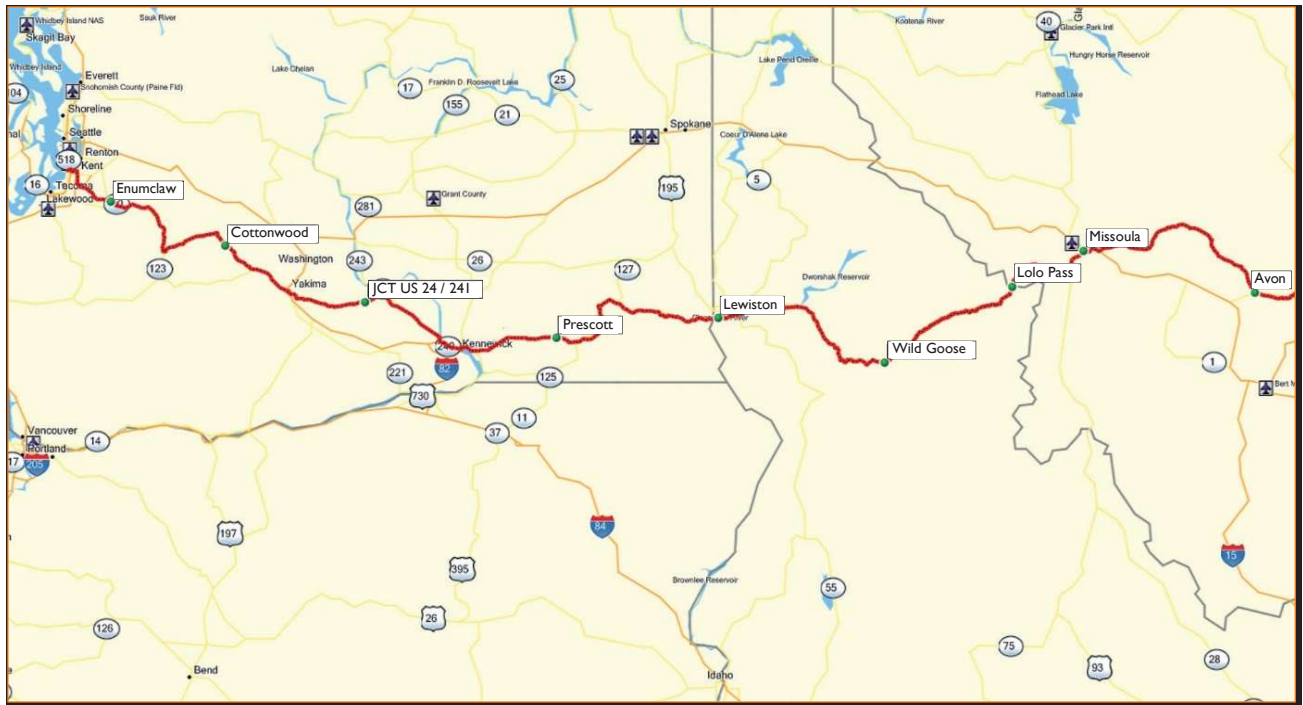 Whidbey Island NAS
Sauk River
Skagit Bay
Kootenai River
40
Glacier Park Intl
Hungry Horse Reservoir
Whidbey Island
Lake Chelan
Lake Pend Oreille
Everett
Snohomish County (Paine Fld)
17
Franklin D. Roosevelt Lake
25
Flathead Lake
104
155
21
Shoreline
Seattle
Spokane
Coeur D'Alene Lake
Renton
518
Kent
16
Tacoma
Lakewood
Enumclaw
Grant County
195
5
281
Cottonwood
Missoula
Washington
243
26
127
123
Lolo Pass
Dworshak Reservoir
Avon
Yakima
JCT US 24 / 241
Lewiston
Prescott
240
Kennewick
Wild Goose
82
221
125
1
730
11
37
14
Vancouver
Portland
205
17
197
84
15
395
Brownlee Reservoir
55
26
126
75
93
28
Bend
Idaho